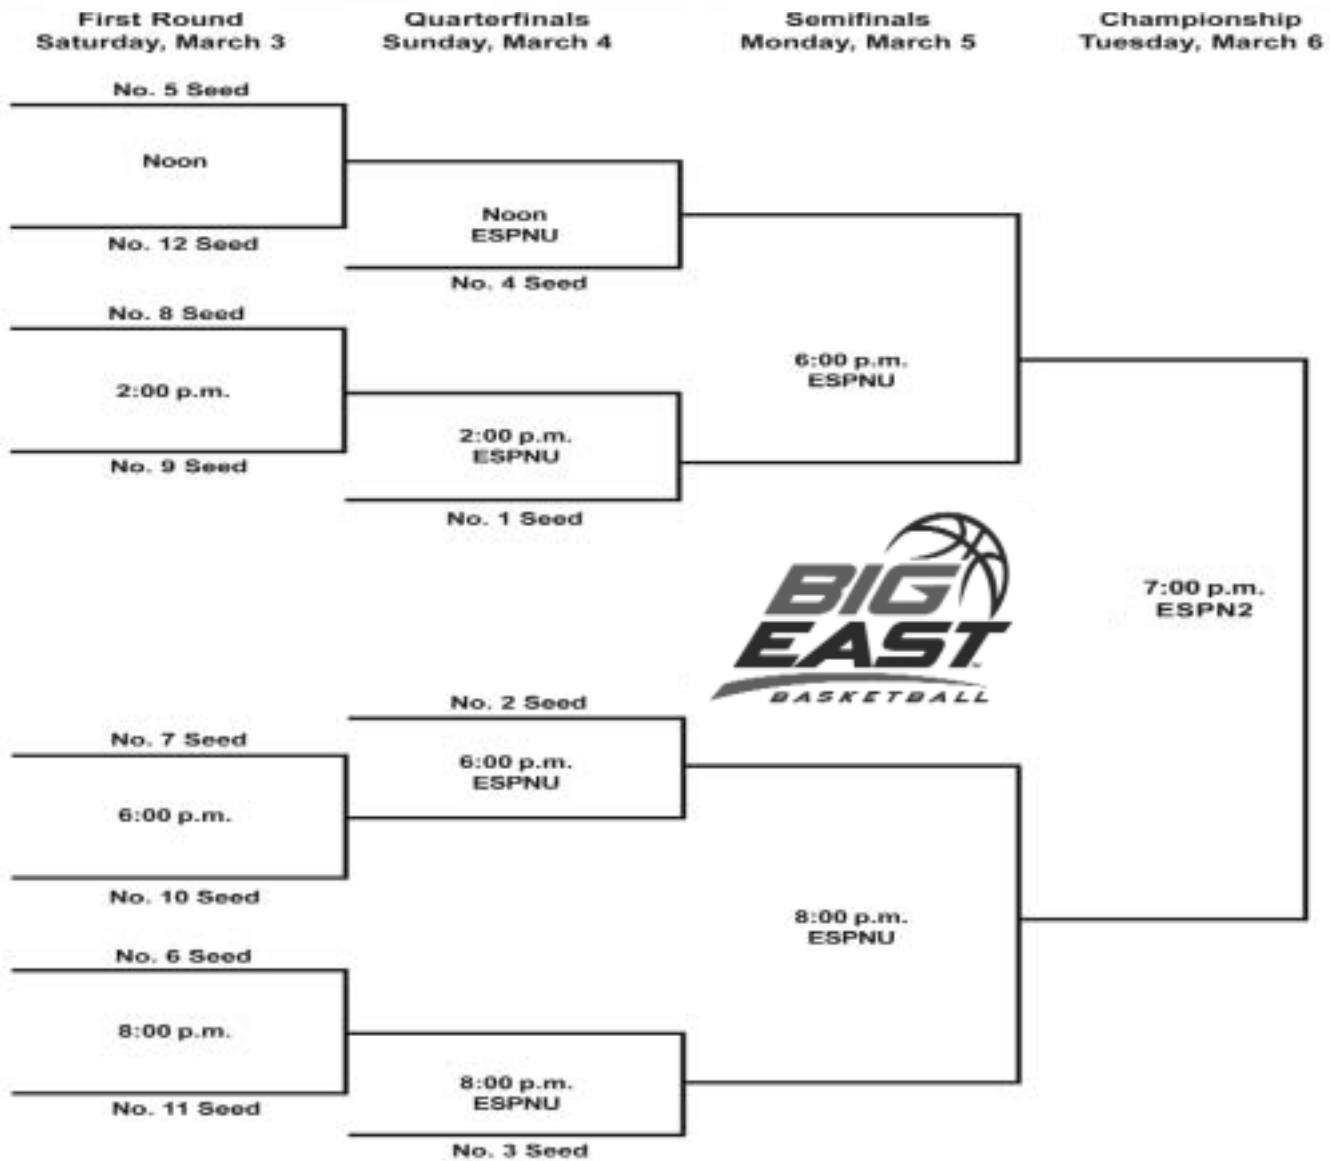 First Round
Saturday, March 3
Quarterfinals
Sunday, March 4
Semifinals
Monday, March 5
Championship
Tuesday, March 6
No. 5 Seed
Noon
No. 12 Seed
Noon
ESPNU
No. 4 Seed
No. 8 Seed
2:00 p.m.
No. 9 Seed
2:00 p.m.
ESPNU
No. 1 Seed
6:00 p.m.
ESPNU
BIG
EAST™
BASKETBALL
7:00 p.m.
ESPN2
No. 2 Seed
6:00 p.m.
ESPNU
No. 7 Seed
6:00 p.m.
No. 10 Seed
8:00 p.m.
ESPNU
No. 6 Seed
8:00 p.m.
No. 11 Seed
8:00 p.m.
ESPNU
No. 3 Seed